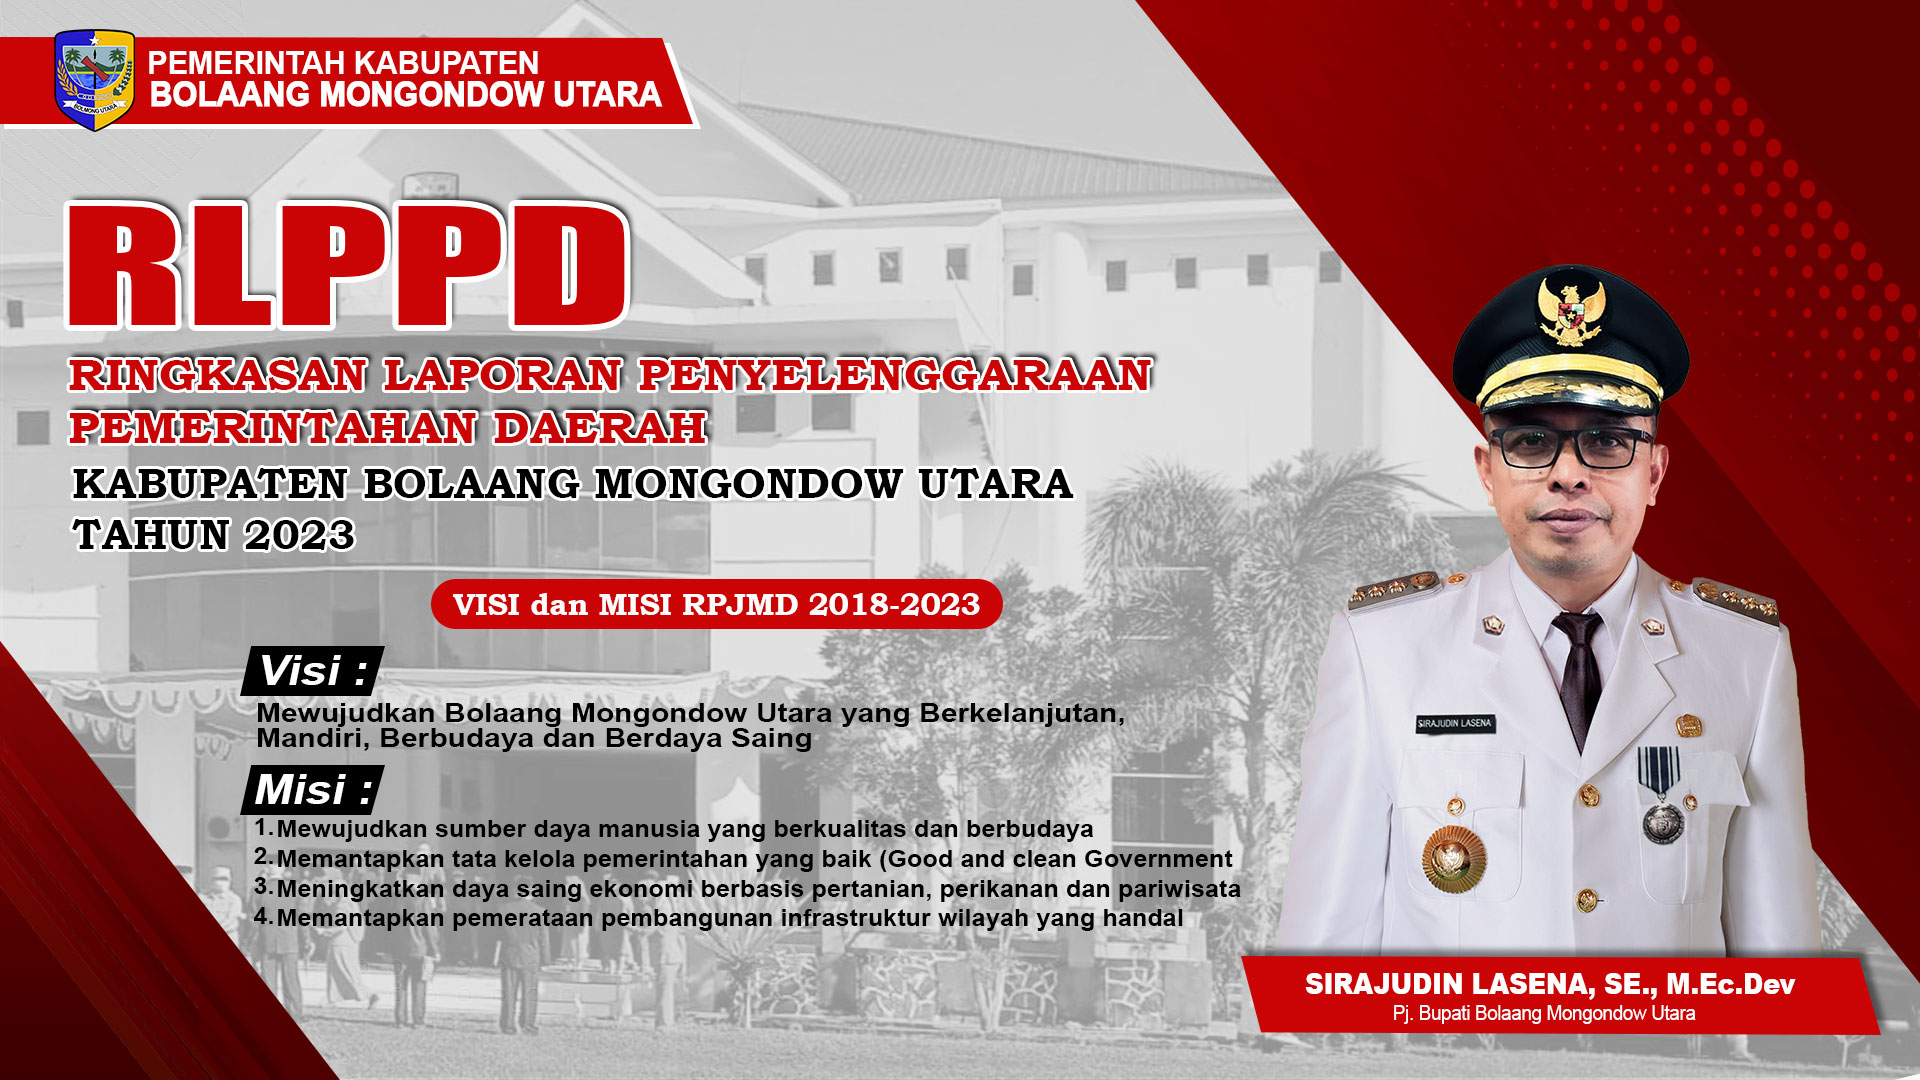 PEMERINTAH KABUPATEN
BOLAANG MONGONDOW UTARA
BOLMONG UTARA
RLPPD
RINGKASAN LAPORAN PENYELENGGARAAN
PEMERINTAHAN DAERAH
KABUPATEN BOLAANG MONGONDOW UTARA
TAHUN 2023
VISI dan MISI RPJMD 2018-2023
Visi :
Mewujudkan Bolaang Mongondow Utara yang Berkelanjutan,
Mandiri, Berbudaya dan Berdaya Saing
Misi :
1. Mewujudkan sumber daya manusia yang berkualitas dan berbudaya
2. Memantapkan tata kelola pemerintahan yang baik (Good and clean Government
3. Meningkatkan daya saing ekonomi berbasis pertanian, perikanan dan pariwisata
4. Memantapkan pemerataan pembangunan infrastruktur wilayah yang handal
SIRAJUDIN LASENA
SIRAJUDIN LASENA, SE., M.Ec.Dev
Pj. Bupati Bolaang Mongondow Utara